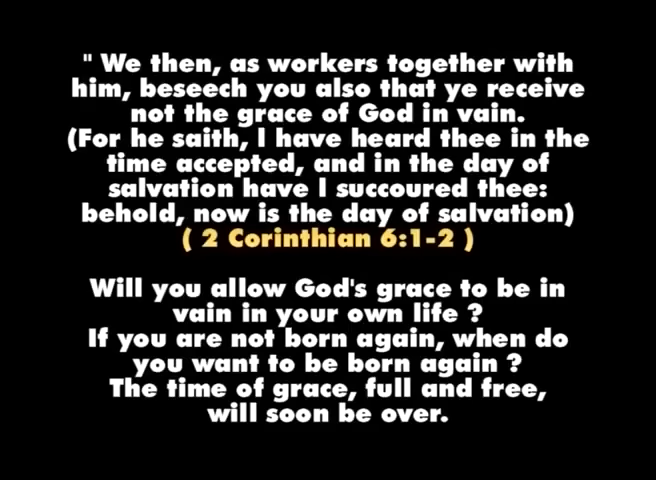 " We then, as workers together with
him, beseech you also that ye receive
not the grace of God in vain.
(For he saith, I have heard thee in the
time accepted, and in the day of
salvation have I succoured thee:
behold, now is the day of salvation)
( 2 Corinthian 6:1-2 )
Will you allow God's grace to be in
vain in your own life ?
If you are not born again, when do
you want to be born again ?
The time of grace, full and free,
will soon be over.